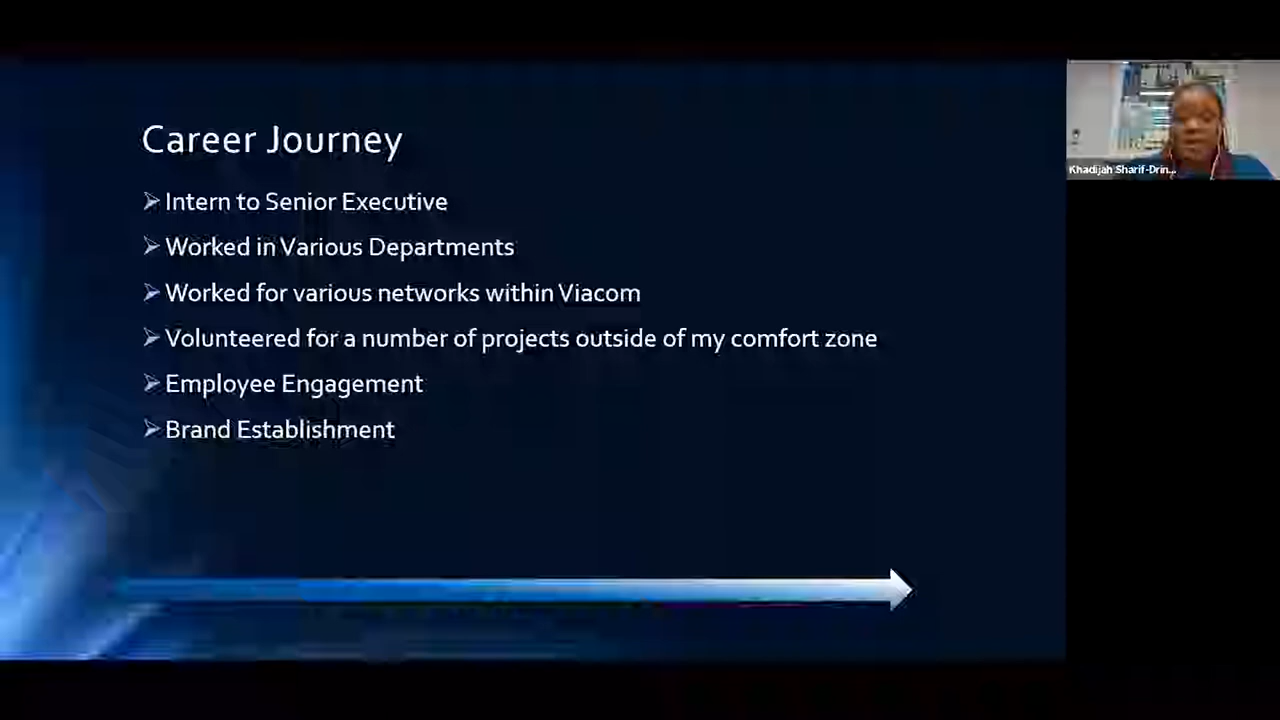 Career Journey
Intern to Senior Executive
Worked in Various Departments
Worked for various networks within Viacom
Volunteered for a number of projects outside of my comfort zone
Employee Engagement
Brand Establishment
Khadijah Sharif-Drin...